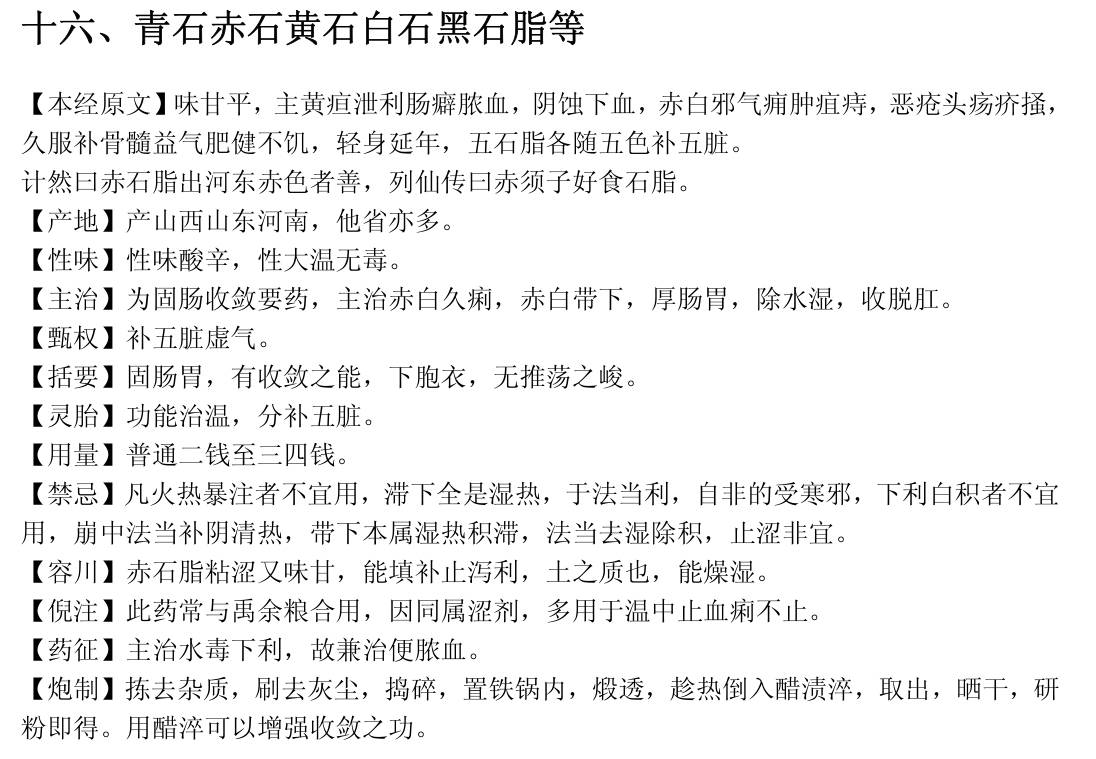 十六、青石赤石黄石白石黑石脂等
【本经原文】味甘平，主黄疸泄利肠癖脓血，阴蚀下血，赤白邪气痈肿疽痔，恶疮头疡疥搔，
久服补骨髓益气肥健不饥，轻身延年，五石脂各随五色补五脏。
计然曰赤石脂出河东赤色者善，列仙传曰赤须子好食石脂。
【产地】产山西山东河南，他省亦多。
【性味】性味酸辛，性大温无毒。
【主治】为固肠收敛要药，主治赤白久痢，赤白带下，厚肠胃，除水湿，收脱肛。
【甄权】补五脏虚气。
【括要】固肠胃，有收敛之能，下胞衣，无推荡之峻。
【灵胎】功能治温，分补五脏。
【用量】普通二钱至三四钱。
【禁忌】凡火热暴注者不宜用，滞下全是湿热，于法当利，自非的受寒邪，下利白积者不宜
用，崩中法当补阴清热，带下本属湿热积滞，法当去湿除积，止涩非宜。
【容川】赤石脂粘涩又味甘，能填补止泻利，土之质也，能燥湿。
【倪注】此药常与禹余粮合用，因同属涩剂，多用于温中止血痢不止。
【药征】主治水毒下利，故兼治便脓血。
【炮制】拣去杂质，刷去灰尘，捣碎，置铁锅内，煅透，趁热倒入醋渍淬，取出，晒干，研
粉即得。用醋淬可以增强收敛之功。